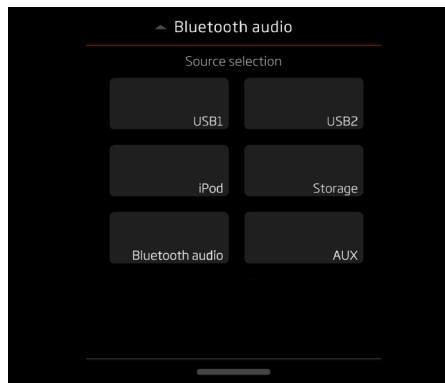 Bluetooth audio
Source selection
USB1
USB2
iPod
Storage
Bluetooth audio
AUX